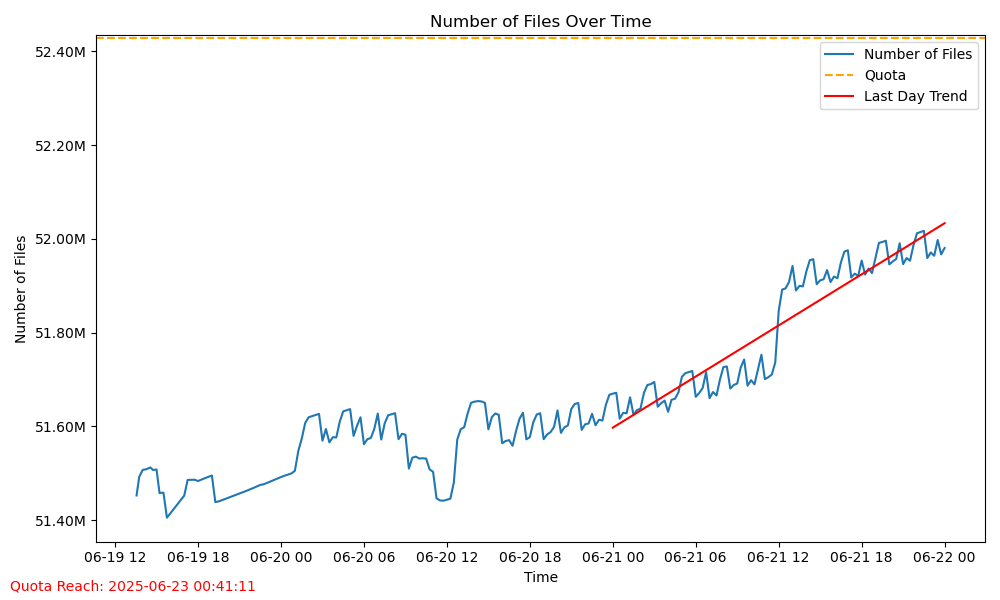 Number of Files Over Time
Number of Files
Quota
Last Day Trend
52.40M
52.20M
52.00M
51.80M
51.60M
51.40M
Number of Files
06-19 12
06-19 18
06-20 00
06-20 06
06-20 12
06-20 18
06-21 00
06-21 06
06-21 12
06-21 18
06-22 00
Time
Quota Reach: 2025-06-23 00:41:11